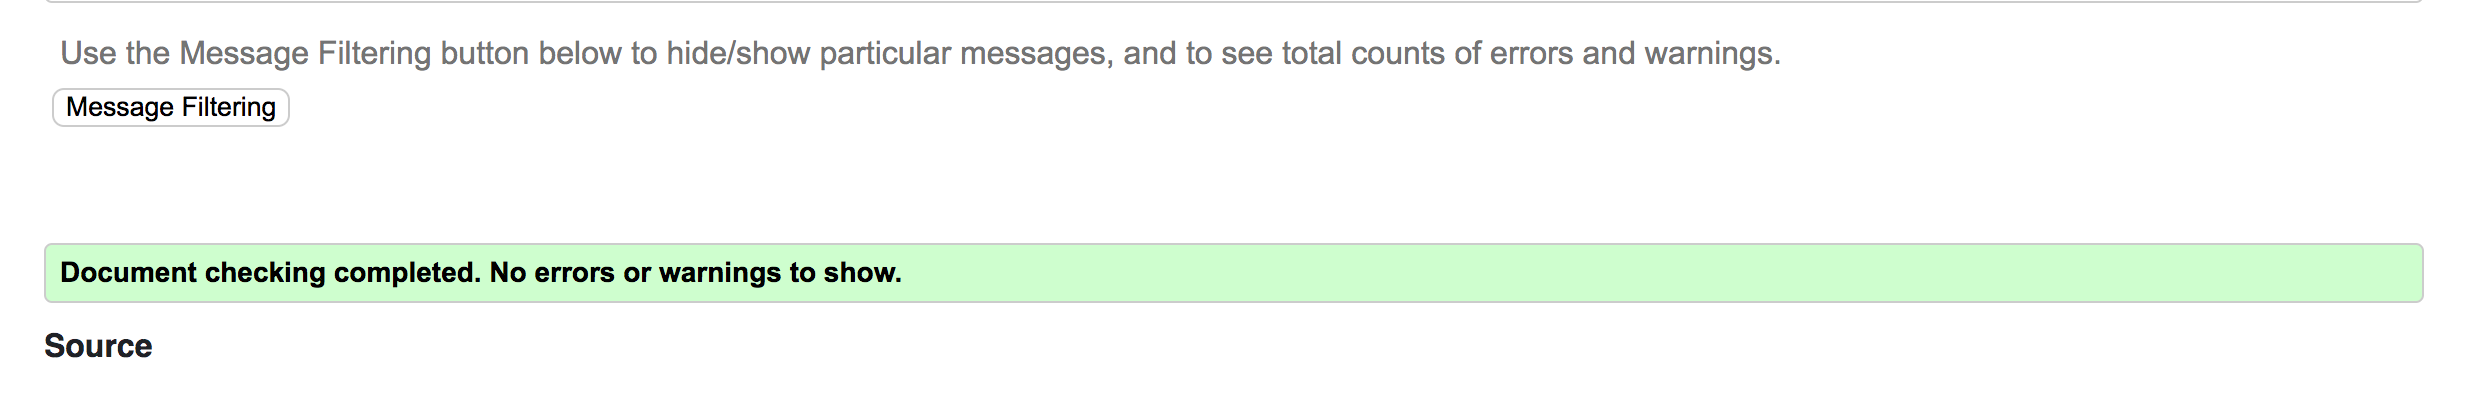 Use the Message Filtering button below to hide/show particular messages, and to see total counts of errors and warnings.
Message Filtering
Document checking completed. No errors or warnings to show.
Source